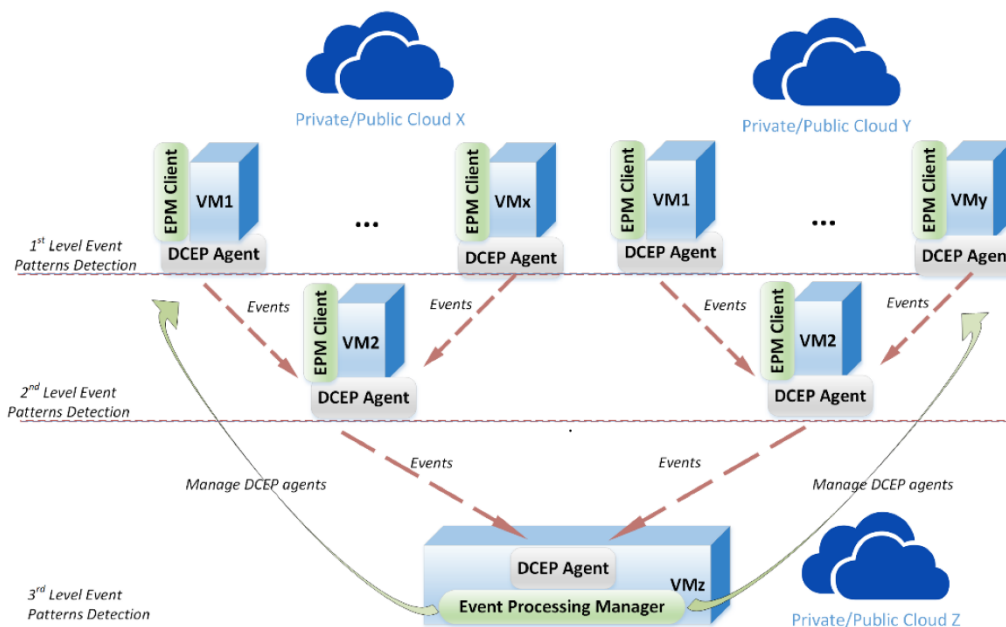 Private/Public Cloud X
Private/Public Cloud Y
EPM Client
VM1
DCEP Agent
...
EPM Client
VMx
DCEP Agent
EPM Client
VM1
DCEP Agent
...
EPM Client
VMy
DCEP Agent
1st Level Event
Patterns Detection
Events
Events
Events
Events
EPM Client
VM2
DCEP Agent
EPM Client
VM2
DCEP Agent
2nd Level Event
Patterns Detection
Events
Events
Manage DCEP agents
Manage DCEP agents
DCEP Agent
VMz
Event Processing Manager
3rd Level Event
Patterns Detection
Private/Public Cloud Z